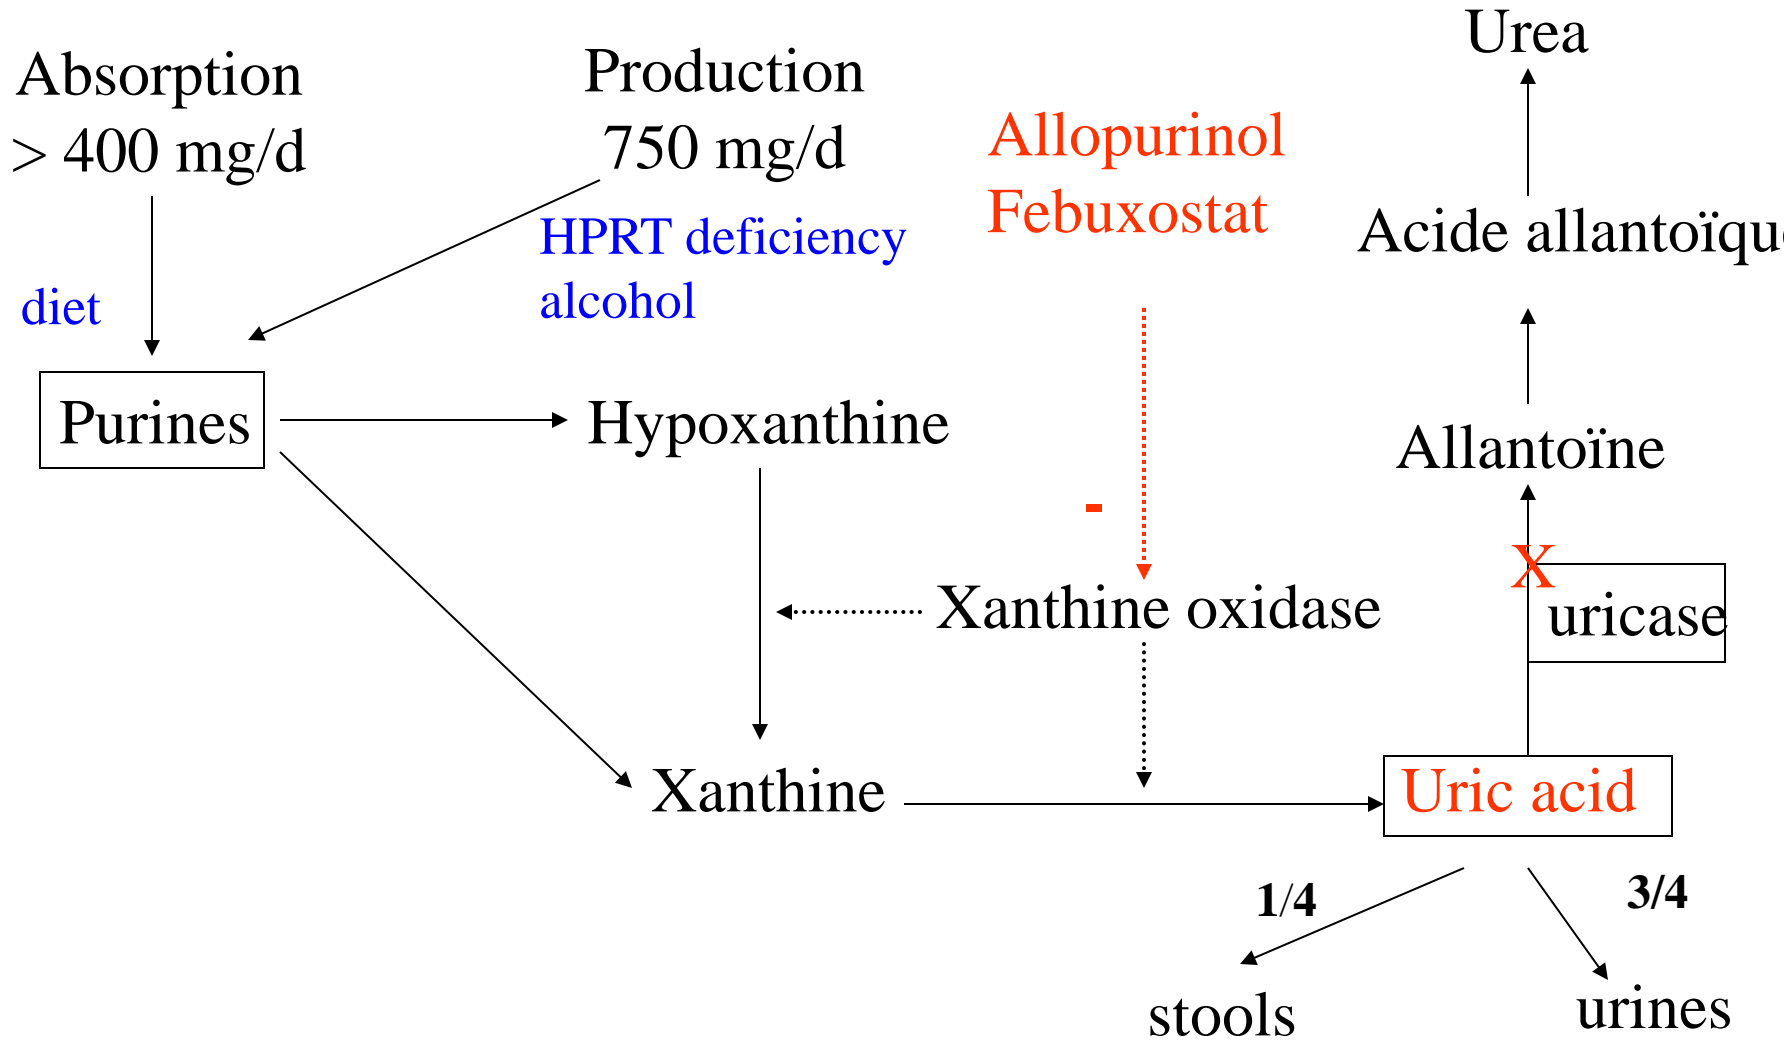 Absorption
> 400 mg/d
Production
750 mg/d
Allopurinol
Febuxostat
Urea
HPRT deficiency
alcohol
diet
Acide allantoïque
Purines
Hypoxanthine
Allantoïne
-
X
Xanthine oxidase
uricase
Xanthine
Uric acid
1/4
3/4
stools
urines